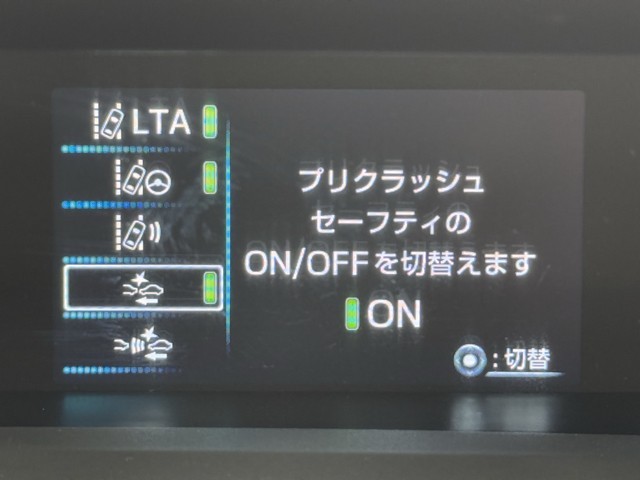 LTA
プリクラッシュ
セーフティの
ON/OFFを切替えます
ON
:切替